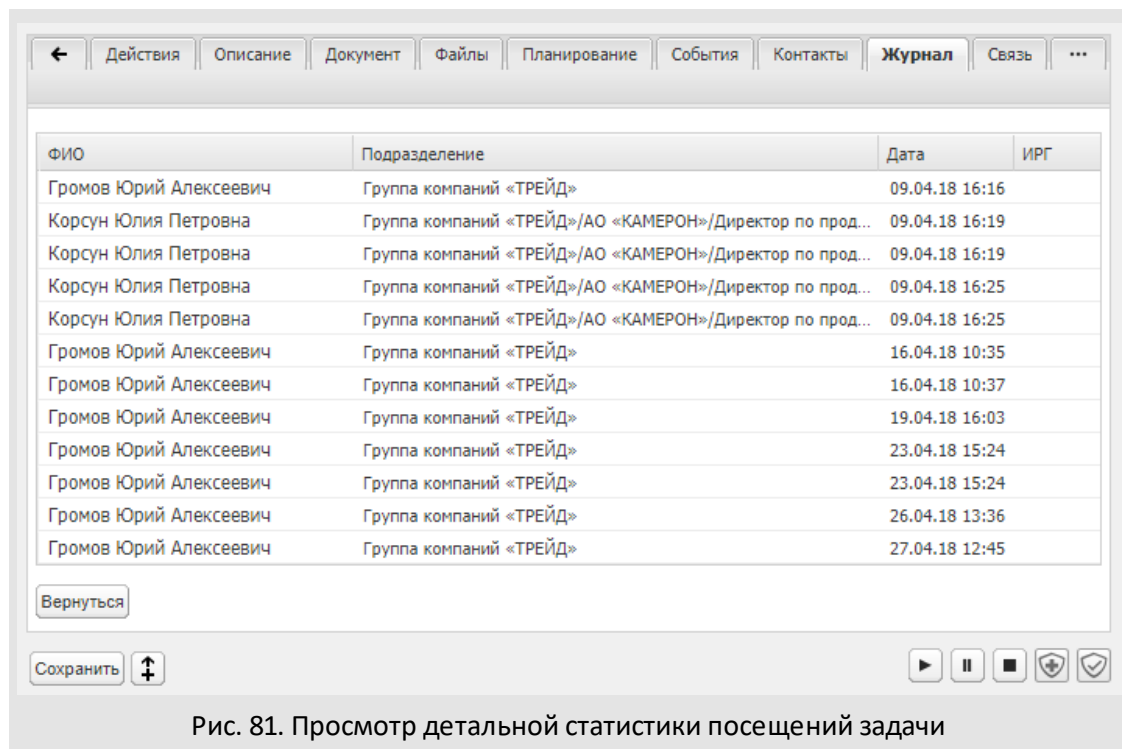 Действия Описание Документ Файлы Планирование События Контакты Журнал Связь ...
ФИО Подразделение Дата ИРГ
Громов Юрий Алексеевич Группа компаний «ТРЕЙД» 09.04.18 16:16
Корсун Юлия Петровна Группа компаний «ТРЕЙД»/АО «КАМЕРОН»/Директор по прод... 09.04.18 16:19
Корсун Юлия Петровна Группа компаний «ТРЕЙД»/АО «КАМЕРОН»/Директор по прод... 09.04.18 16:19
Корсун Юлия Петровна Группа компаний «ТРЕЙД»/АО «КАМЕРОН»/Директор по прод... 09.04.18 16:25
Корсун Юлия Петровна Группа компаний «ТРЕЙД»/АО «КАМЕРОН»/Директор по прод... 09.04.18 16:25
Громов Юрий Алексеевич Группа компаний «ТРЕЙД» 16.04.18 10:35
Громов Юрий Алексеевич Группа компаний «ТРЕЙД» 16.04.18 10:37
Громов Юрий Алексеевич Группа компаний «ТРЕЙД» 19.04.18 16:03
Громов Юрий Алексеевич Группа компаний «ТРЕЙД» 23.04.18 15:24
Громов Юрий Алексеевич Группа компаний «ТРЕЙД» 23.04.18 15:24
Громов Юрий Алексеевич Группа компаний «ТРЕЙД» 26.04.18 13:36
Громов Юрий Алексеевич Группа компаний «ТРЕЙД» 27.04.18 12:45
Вернуться
Сохранить
Рис. 81. Просмотр детальной статистики посещений задачи